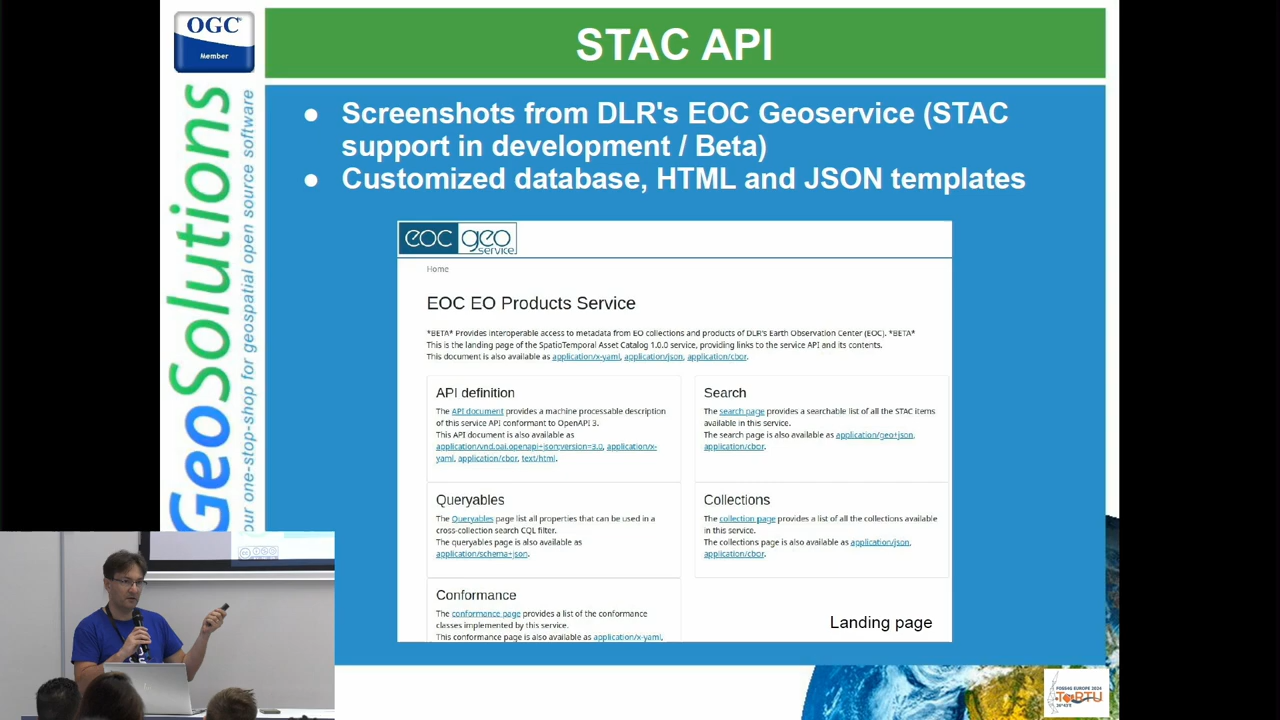 OGC®
Member
STAC API
GeoSolutions
your one-stop-shop for geospatial open source software
● Screenshots from DLR's EOC Geoservice (STAC
support in development / Beta)
● Customized database, HTML and JSON templates
eoc geo
service
Home
EOC EO Products Service
*BETA* Provides interoperable access to metadata from EO collections and products of DLR's Earth Observation Center (EOC). *BETA*
This is the landing page of the SpatioTemporal Asset Catalog 1.0.0 service, providing links to the service API and its contents.
This document is also available as application/x-yaml, application/json, application/cbor.
API definition
The API document provides a machine processable description
of this service API conformant to OpenAPI 3.
This API document is also available as
application/vnd.oai.openapi+json;version=3.0, application/x-
yaml, application/cbor, text/html.
Search
The search page provides a searchable list of all the STAC items
available in this service.
The search page is also available as application/geo+json,
application/cbor.
Queryables
The Queryables page list all properties that can be used in a
cross-collection search CQL filter.
The queryables page is also available as
application/schema+json.
Collections
The collection page provides a list of all the collections available
in this service.
The collections page is also available as application/json,
application/cbor.
Conformance
The conformance page provides a list of the conformance
classes implemented by this service.
This conformance page is also available as application/x-yaml,
Landing page
FOSS4G EUROPE 2024
TARTU